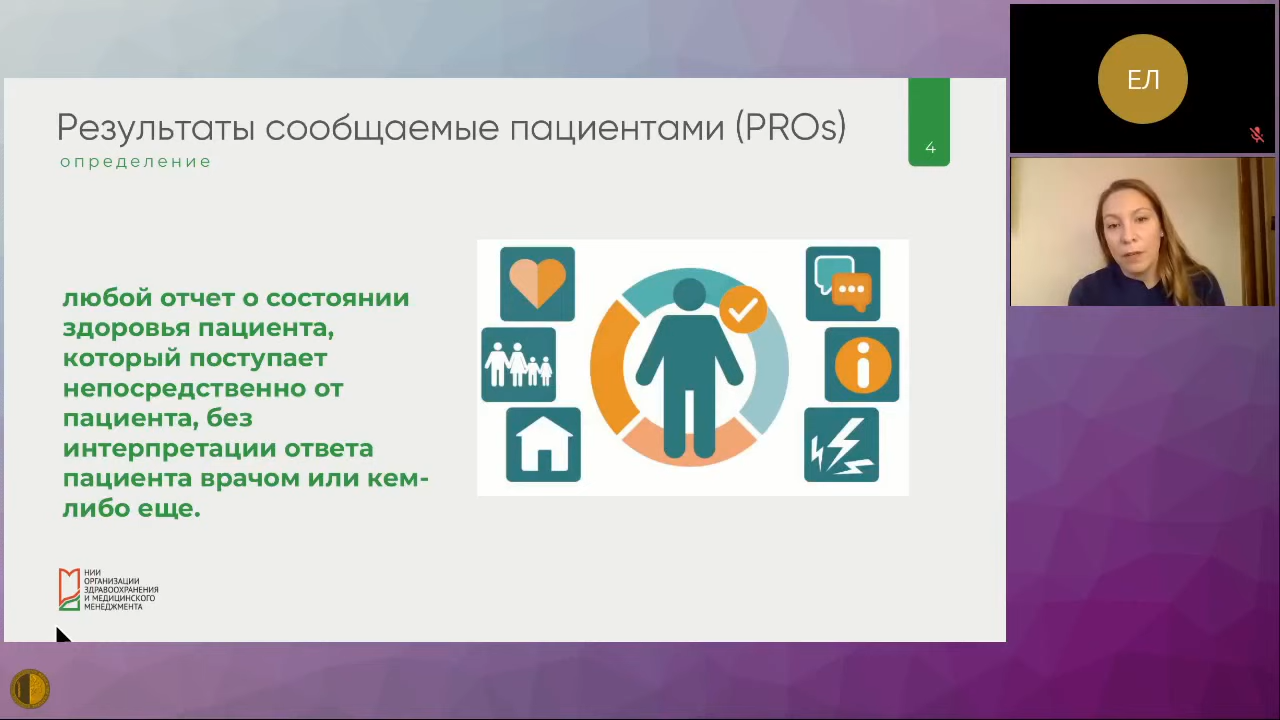 Результаты сообщаемые пациентами (PROs)
определение
4
любой отчет о состоянии
здоровья пациента,
который поступает
непосредственно от
пациента, без
интерпретации ответа
пациента врачом или кем-
либо еще.
НИИ
ОРГАНИЗАЦИИ
ЗДРАВООХРАНЕНИЯ
И МЕДИЦИНСКОГО
МЕНЕДЖМЕНТА
ЕЛ